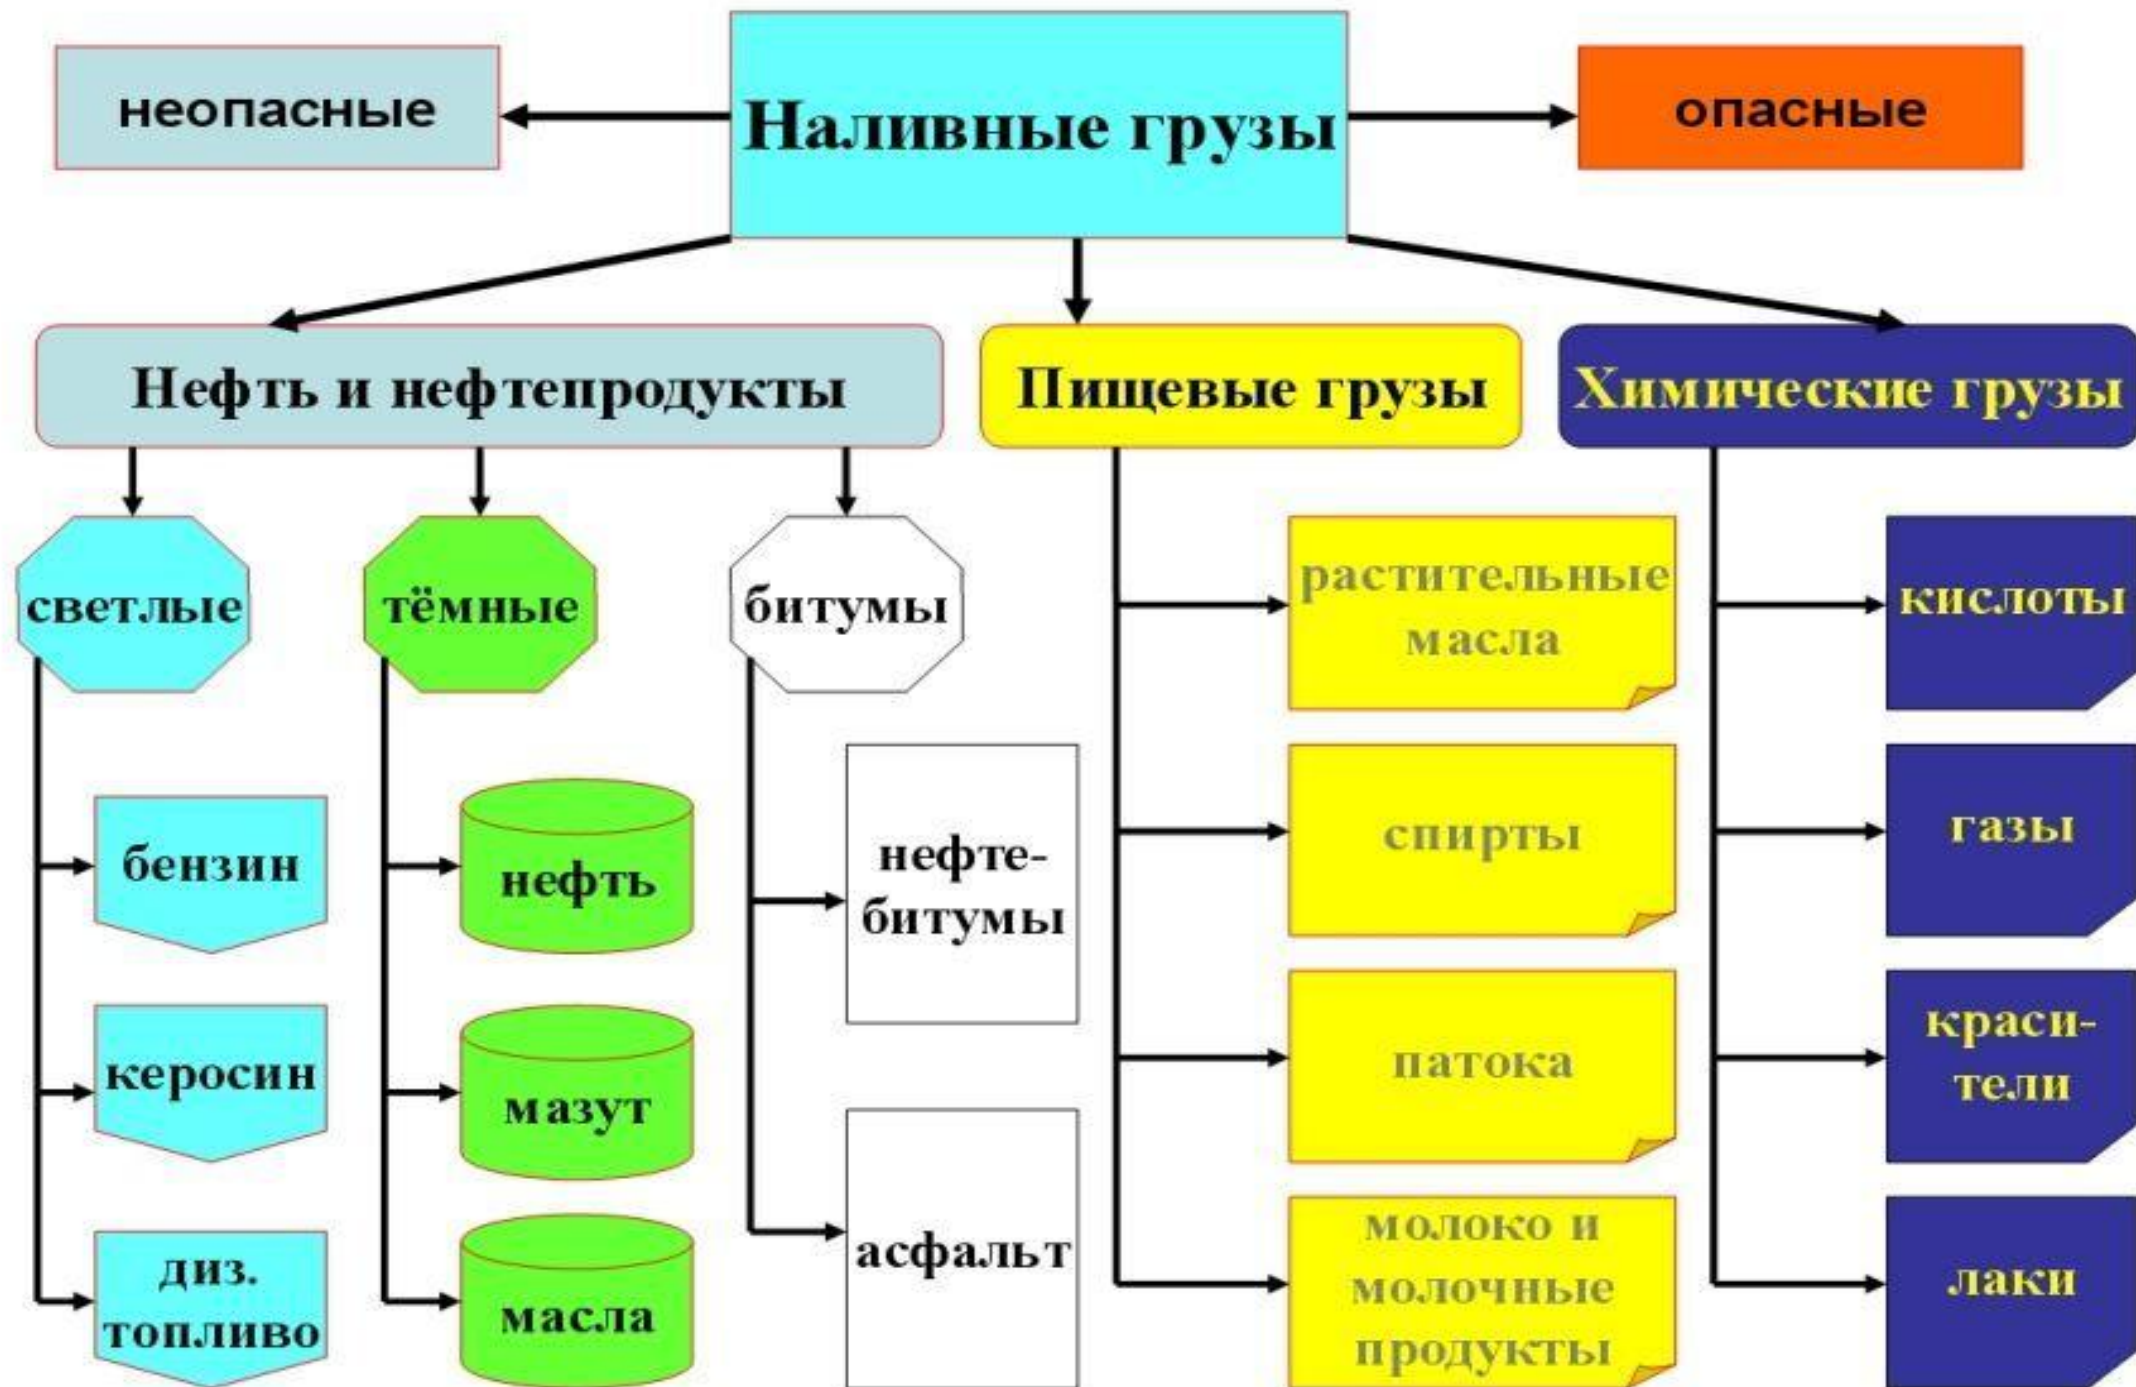 неопасные
Наливные грузы
опасные
Нефть и нефтепродукты
Пищевые грузы
Химические грузы
светлые
тёмные
битумы
бензин
керосин
диз.
топливо
нефть
мазут
масла
нефте-
битумы
асфальт
растительные
масла
спирты
патока
молоко и
молочные
продукты
кислоты
газы
краси-
тели
лаки